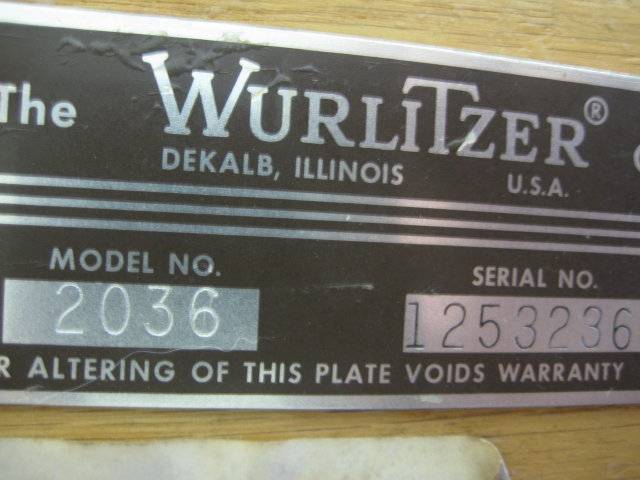 The WURLITZER®
DEKALB, ILLINOIS U.S.A.
MODEL NO. SERIAL NO.
2036 1253236
ALTERING OF THIS PLATE VOIDS WARRANTY